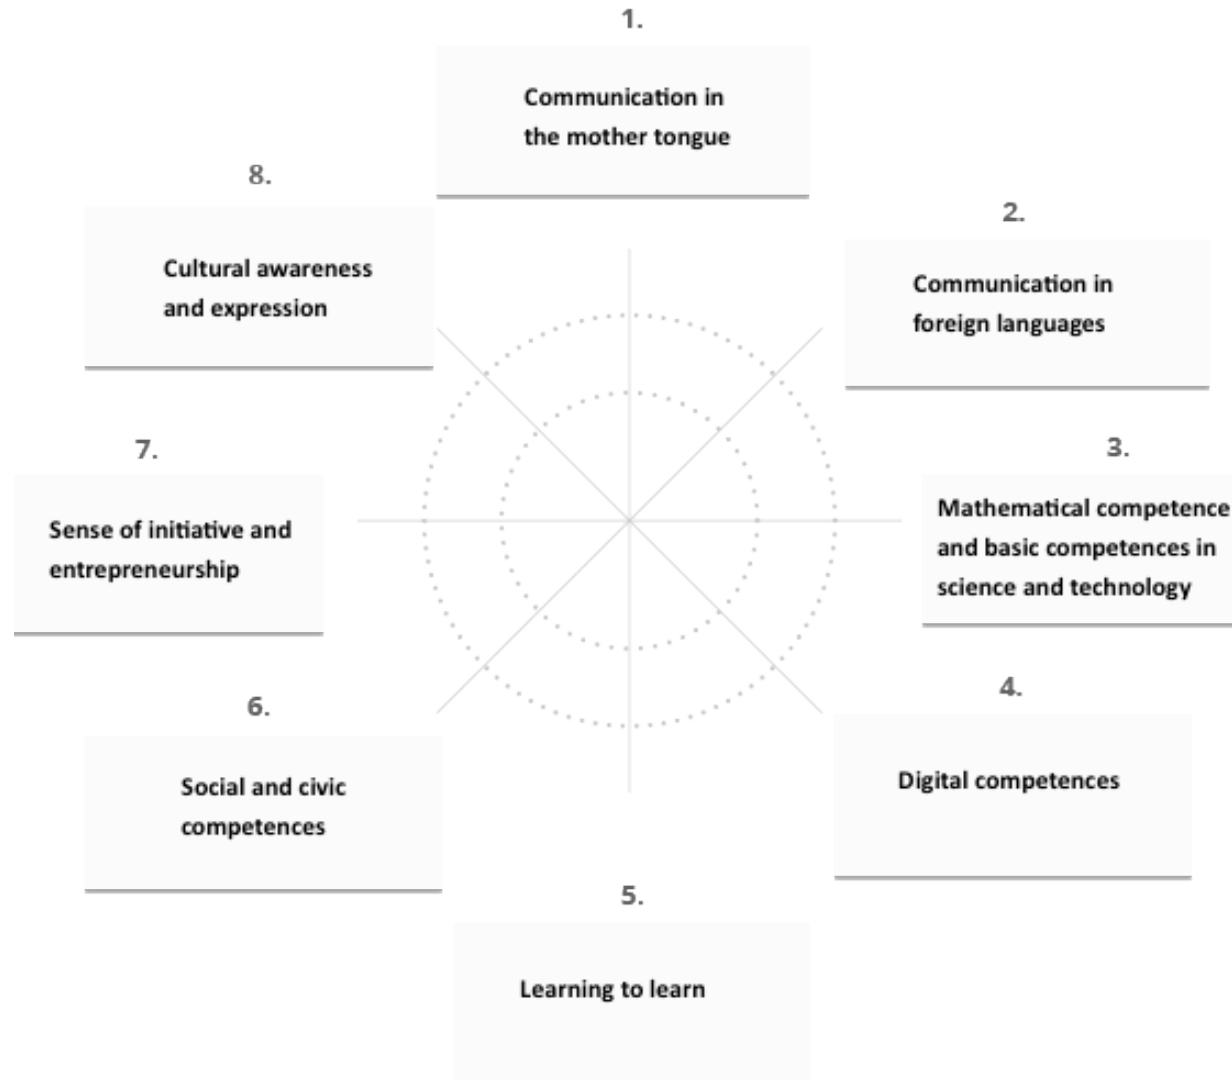 1.
Communication in
the mother tongue
2.
Communication in
foreign languages
3.
Mathematical competence
and basic competences in
science and technology
4.
Digital competences
5.
Learning to learn
6.
Social and civic
competences
7.
Sense of initiative and
entrepreneurship
8.
Cultural awareness
and expression